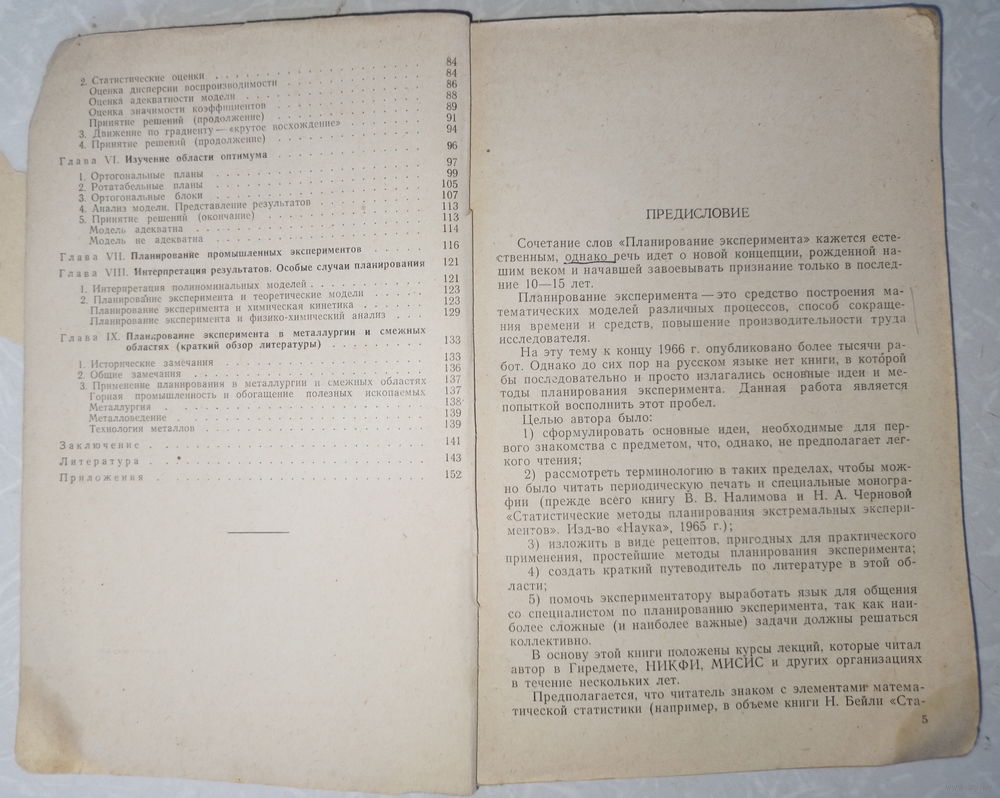 2. Статистические оценки . . . . . . . . . . . . . . 84
Оценка дисперсии воспроизводимости . . . . . . . . 84
Оценка адекватности модели . . . . . . . . . . . . 86
Оценка значимости коэффициентов . . . . . . . . . . 88
Принятие решений (продолжение) . . . . . . . . . . 89
3. Движение по градиенту — «крутое восхождение» . . . . 91
4. Принятие решений (продолжение) . . . . . . . . . . 94
Глава VI. Изучение области оптимума . . . . . . . . . . 96
1. Ортогональные планы . . . . . . . . . . . . . . 97
2. Ротатабельные планы . . . . . . . . . . . . . . 99
3. Ортогональные блоки . . . . . . . . . . . . . . 105
4. Анализ модели. Представление результатов . . . . . . 107
5. Принятие решений (окончание) . . . . . . . . . . 113
Модель адекватна . . . . . . . . . . . . . . 113
Модель не адекватна . . . . . . . . . . . . . . 114
Глава VII. Планирование промышленных экспериментов . . . . 116
Глава VIII. Интерпретация результатов. Особые случаи планирования 121
1. Интерпретация полиноминальных моделей . . . . . . . . 121
2. Планирование эксперимента и теоретические модели . . . . 123
Планирование эксперимента и химическая кинетика . . . . 123
Планирование эксперимента и физико-химический анализ . . . 129
Глава IX. Планирование эксперимента в металлургии и смежных
областях (краткий обзор литературы) . . . . . . . . 133
1. Исторические замечания . . . . . . . . . . . . . . 133
2. Общие замечания . . . . . . . . . . . . . . 136
3. Применение планирования в металлургии и смежных областях 137
Горная промышленность и обогащение полезных ископаемых 137
Металлургия . . . . . . . . . . . . . . 138
Металловедение . . . . . . . . . . . . . . 139
Технология металлов . . . . . . . . . . . . . . 139
Заключение . . . . . . . . . . . . . . 141
Литература . . . . . . . . . . . . . . 143
Приложения . . . . . . . . . . . . . . 152
ПРЕДИСЛОВИЕ
Сочетание слов «Планирование эксперимента» кажется есте-
ственным, однако речь идет о новой концепции, рожденной на-
шим веком и начавшей завоевывать признание только в послед-
ние 10—15 лет.
Планирование эксперимента — это средство построения ма-
тематических моделей различных процессов, способ сокраще-
ния времени и средств, повышение производительности труда
исследователя.
На эту тему к концу 1966 г. опубликовано более тысячи ра-
бот. Однако до сих пор на русском языке нет книги, в которой
бы последовательно и просто излагались основные идеи и ме-
тоды планирования эксперимента. Данная работа является
попыткой восполнить этот пробел.
Целью автора было:
1) сформулировать основные идеи, необходимые для пер-
вого знакомства с предметом, что, однако, не предполагает лег-
кого чтения;
2) рассмотреть терминологию в таких пределах, чтобы мож-
но было читать периодическую печать и специальные моногра-
фии (прежде всего книгу В. В. Налимова и Н. А. Черновой
«Статистические методы планирования экстремальных экспери-
ментов». Изд-во «Наука», 1965 г.);
3) изложить в виде рецептов, пригодных для практического
применения, простейшие методы планирования эксперимента;
4) создать краткий путеводитель по литературе в этой об-
ласти;
5) помочь экспериментатору выработать язык для общения
со специалистом по планированию эксперимента, так как наи-
более сложные (и наиболее важные) задачи должны решаться
коллективно.
В основу этой книги положены курсы лекций, которые читал
автор в Гиредмете, НИКФИ, МИСИС и других организациях
в течение нескольких лет.
Предполагается, что читатель знаком с элементами матема-
тической статистики (например, в объеме книги Н. Бейли «Ста-
5